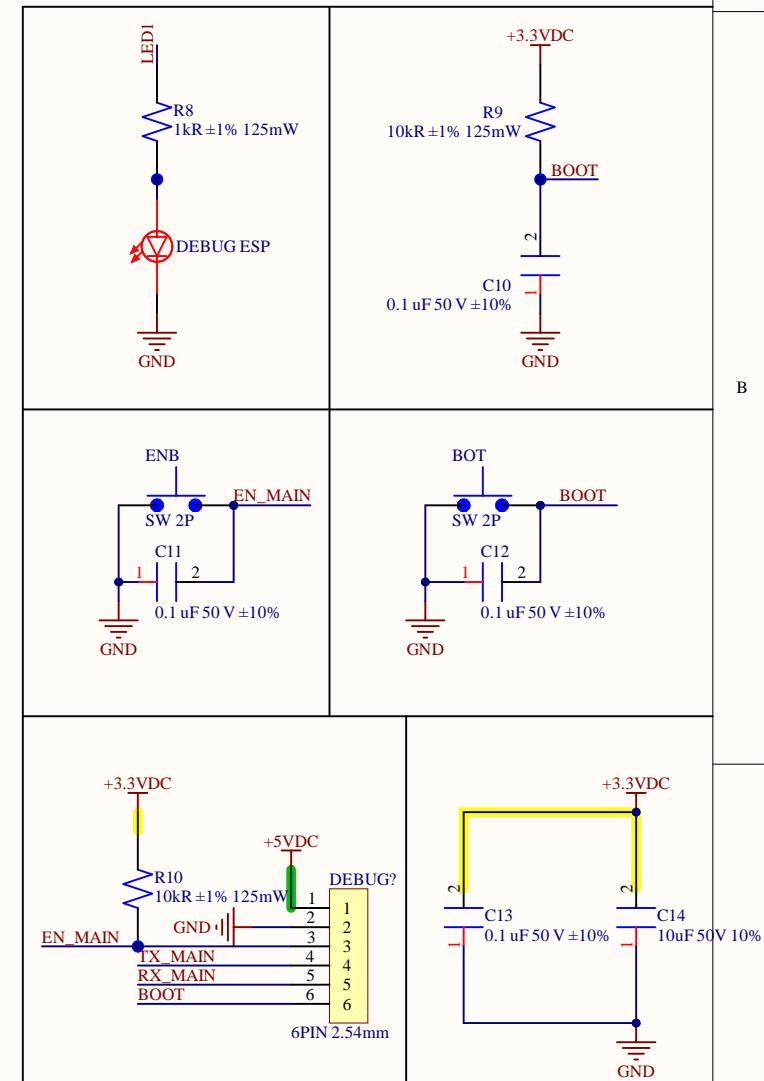 LED1
R8
1kR ±1% 125mW
DEBUG ESP
GND
+3.3VDC
R9
10kR ±1% 125mW
BOOT
2
C10
1
0.1 uF 50 V ±10%
GND
B
ENB
EN_MAIN
SW 2P
C11
1
2
0.1 uF 50 V ±10%
GND
BOT
BOOT
SW 2P
C12
1
2
0.1 uF 50 V ±10%
GND
+3.3VDC
R10
10kR ±1% 125mW
+5VDC
DEBUG?
GND
EN_MAIN
TX_MAIN
RX_MAIN
BOOT
1 1
2 2
3 3
4 4
5 5
6 6
6PIN 2.54mm
+3.3VDC
2
2
C13
0.1 uF 50 V ±10%
C14
10uF 50V 10%
1
1
GND